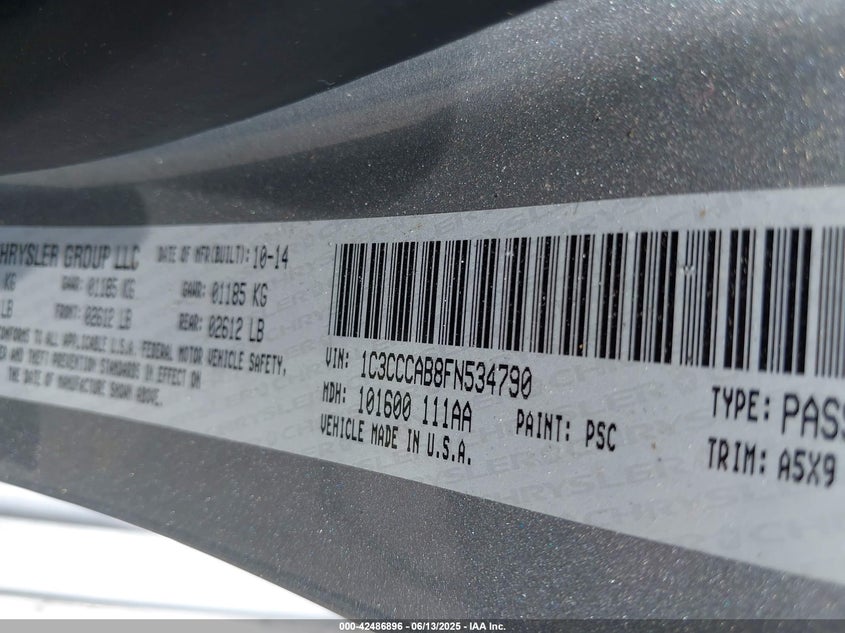 CHRYSLER GROUP LLC DATE OF MFR(BUILT): 10-14
KG GAWR: 01185 KG GAWR: 01185 KG
LB FRONT: 02612 LB REAR: 02612 LB
CONFORMS TO ALL APPLICABLE U.S.A. FEDERAL MOTOR VEHICLE SAFETY,
AND THEFT PREVENTION STANDARDS IN EFFECT ON
THE DATE OF MANUFACTURE SHOWN ABOVE.
VIN: 1C3CCCAB8FN534790 TYPE: PASS
MDH: 101600 111AA PAINT: PSC TRIM: A5X9
VEHICLE MADE IN U.S.A.
000-42486896 - 06/13/2025 - IAA Inc.